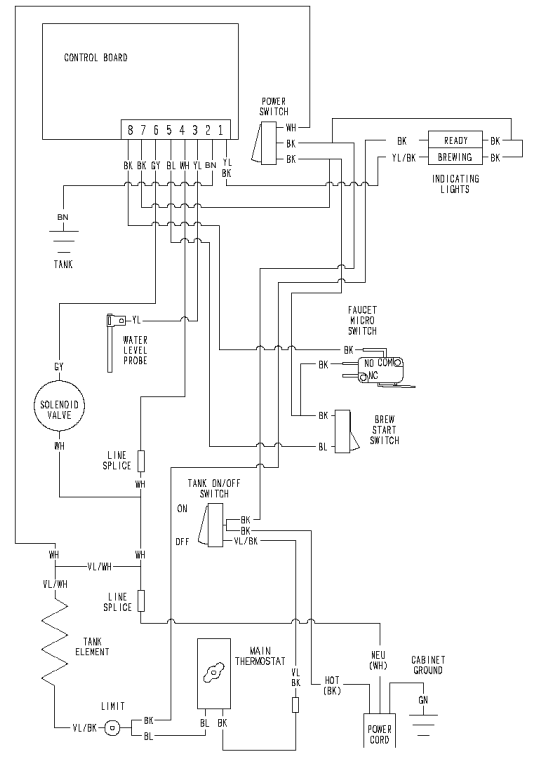 CONTROL BOARD
8 7 6 5 4 3 2 1
BK BK GY BL WH YL BN YL
BK
POWER
SWITCH
WH
BK
BK
BK
READY
BK
YL/BK
BREWING
BK
INDICATING
LIGHTS
BN
TANK
YL
WATER
LEVEL
PROBE
FAUCET
MICRO
SWITCH
BK
NO COM
BK
NC
GY
SOLENOID
VALVE
WH
BK
BL
BREW
START
SWITCH
LINE
SPLICE
WH
TANK ON/OFF
SWITCH
ON
OFF
BK
BK
VL/BK
WH
WH
VL/WH
VL/WH
LINE
SPLICE
TANK
ELEMENT
MAIN
THERMOSTAT
VL
BK
HOT
(BK)
NEU
(WH)
CABINET
GROUND
GN
LIMIT
VL/BK
BK
BL
BL BK
POWER
CORD